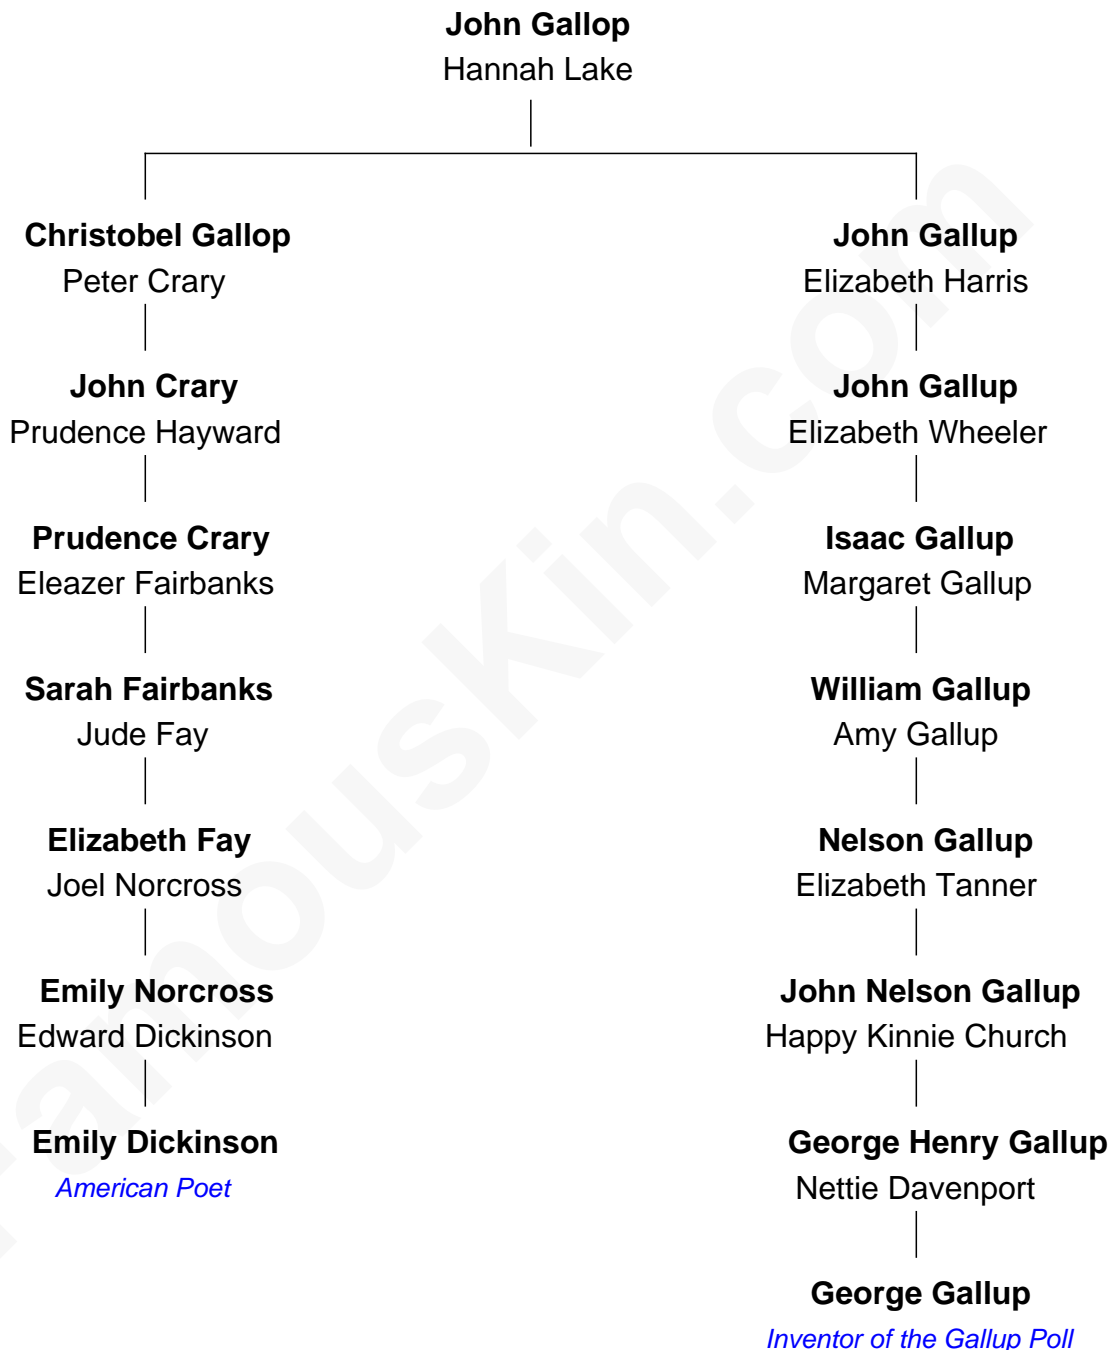 John Gallop
Hannah Lake
Christobel Gallop
Peter Crary
John Crary
Prudence Hayward
Prudence Crary
Eleazer Fairbanks
Sarah Fairbanks
Jude Fay
Elizabeth Fay
Joel Norcross
Emily Norcross
Edward Dickinson
Emily Dickinson
American Poet
John Gallup
Elizabeth Harris
John Gallup
Elizabeth Wheeler
Isaac Gallup
Margaret Gallup
William Gallup
Amy Gallup
Nelson Gallup
Elizabeth Tanner
John Nelson Gallup
Happy Kinnie Church
George Henry Gallup
Nettie Davenport
George Gallup
Inventor of the Gallup Poll
FamousKin.com